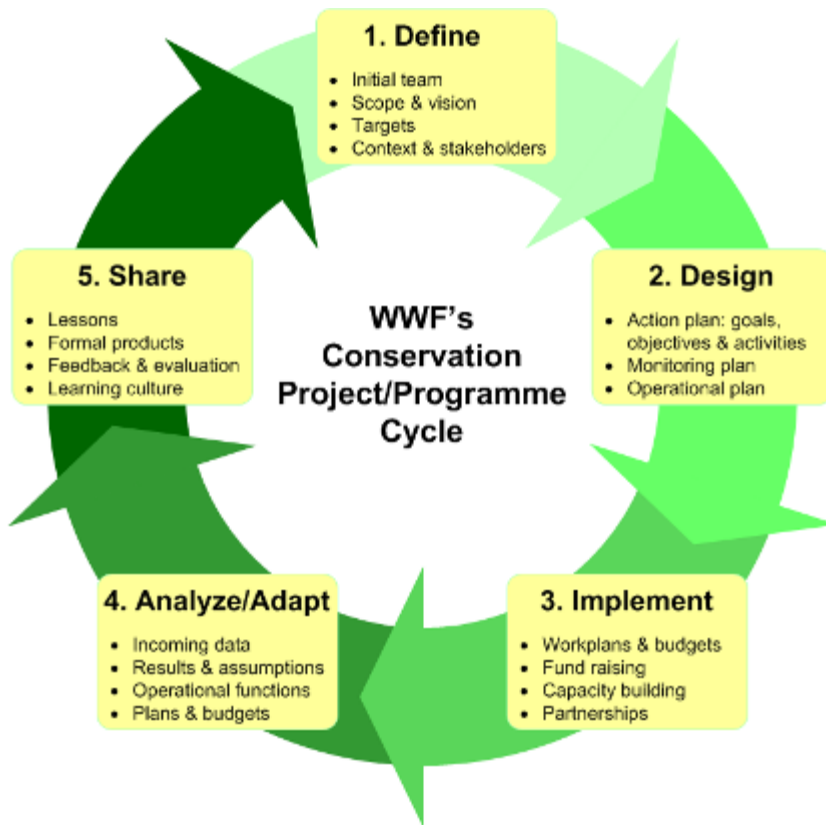 1. Define
• Initial team
• Scope & vision
• Targets
• Context & stakeholders
2. Design
• Action plan: goals,
objectives & activities
• Monitoring plan
• Operational plan
3. Implement
• Workplans & budgets
• Fund raising
• Capacity building
• Partnerships
4. Analyze/Adapt
• Incoming data
• Results & assumptions
• Operational functions
• Plans & budgets
5. Share
• Lessons
• Formal products
• Feedback & evaluation
• Learning culture
WWF's
Conservation
Project/Programme
Cycle